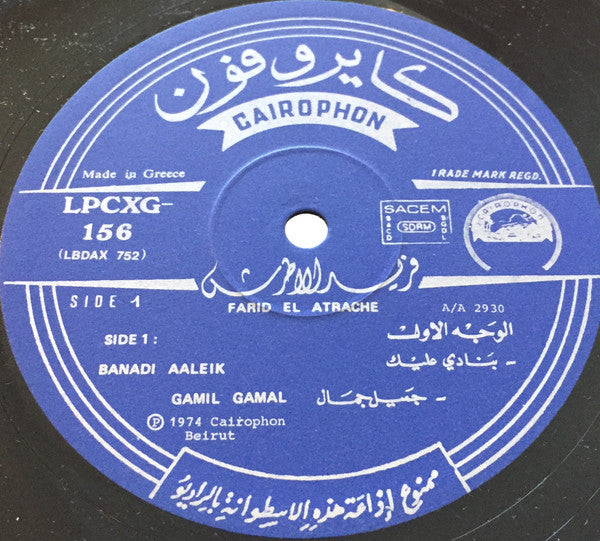 كايروفون
CAIROPHON
Made in Greece
TRADE MARK REGD.
LPCXG-
156
(LBDAX 752)
SACEM
SACD
SDRM
SGDL
CAIROPHON
فريد الاطرش
FARID EL ATRACHE
SIDE 1
A/A 2930
SIDE 1:
الوجه الاول
BANADI AALEIK
- بنادي عليك
GAMIL GAMAL
- جميل جمال
Ⓟ 1974 Cairophon
Beirut
ممنوع إذاعة هذه الاسطوانة بالراديو